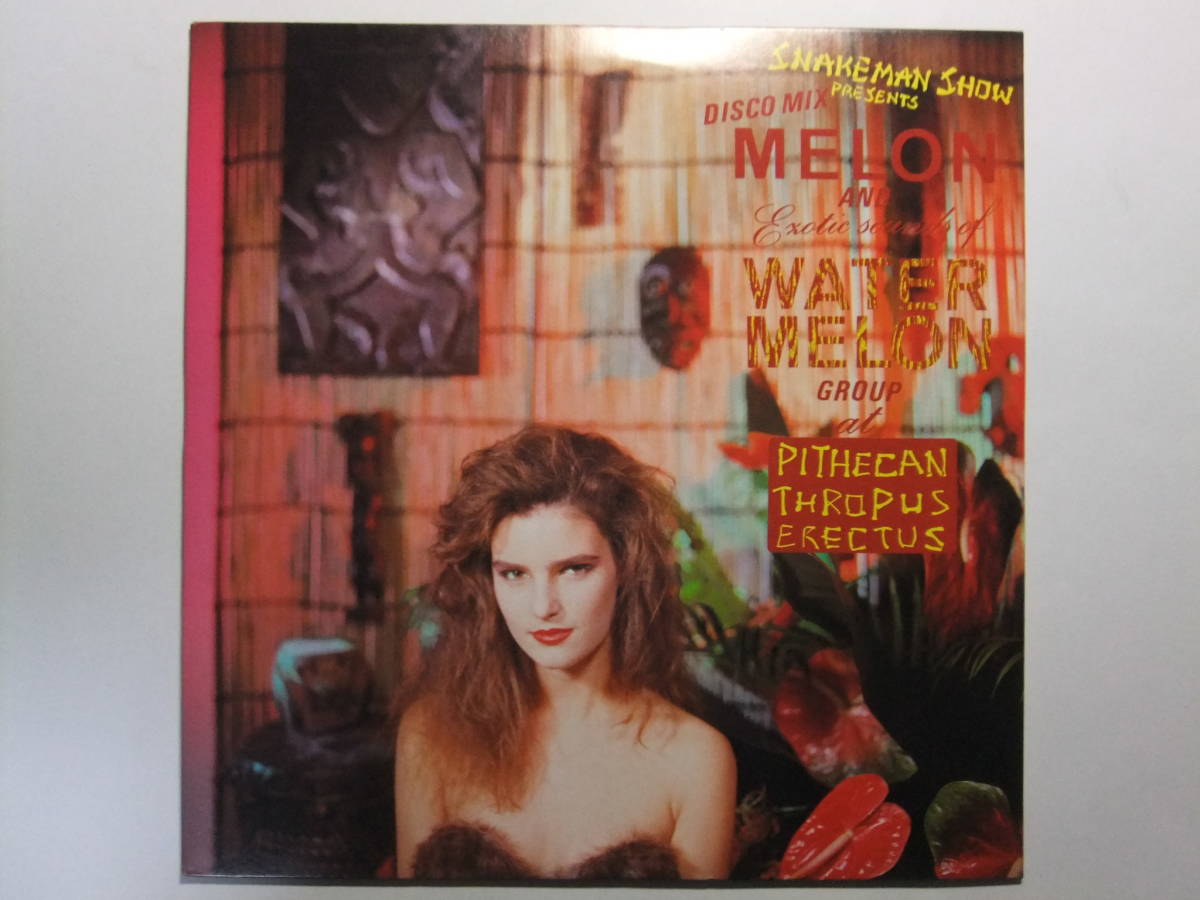 SNAKEMAN SHOW
PRESENTS
DISCO MIX
MELON
AND
Exotic sounds of
WATER
MELON
GROUP
at
PITHECAN
THROPUS
ERECTUS